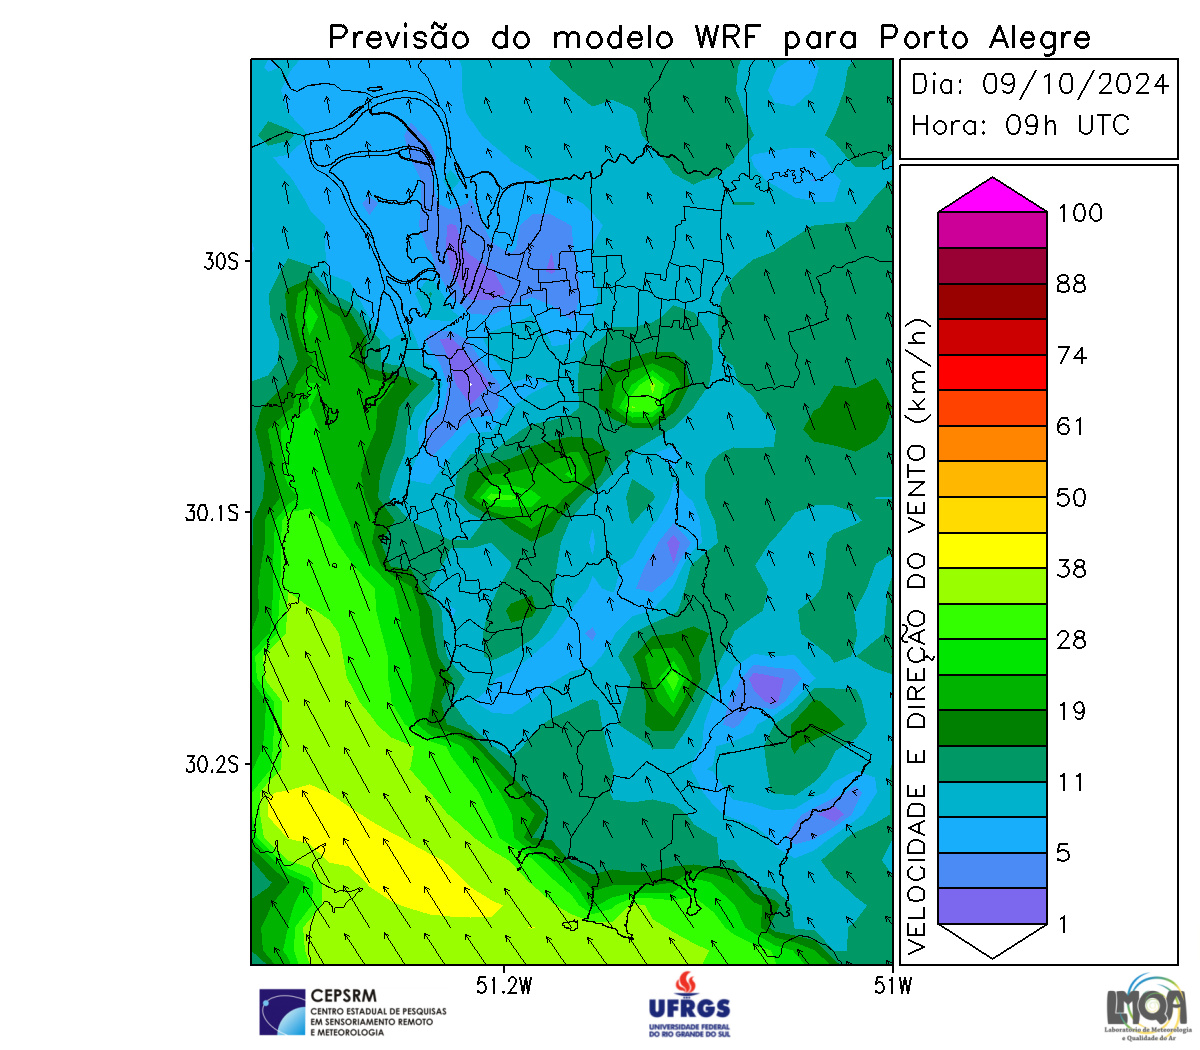 Previsão do modelo WRF para Porto Alegre
Dia: 09/10/2024
Hora: 09h UTC
30S
30.1S
30.2S
51.2W
51W
VELOCIDADE E DIREÇÃO DO VENTO (km/h)
100
88
74
61
50
38
28
19
11
5
1
CEPSRM
CENTRO ESTADUAL DE PESQUISAS
EM SENSORIAMENTO REMOTO
E METEOROLOGIA
UFRGS
UNIVERSIDADE FEDERAL
DO RIO GRANDE DO SUL
LMQA
Laboratório de Meteorologia
e Qualidade do Ar